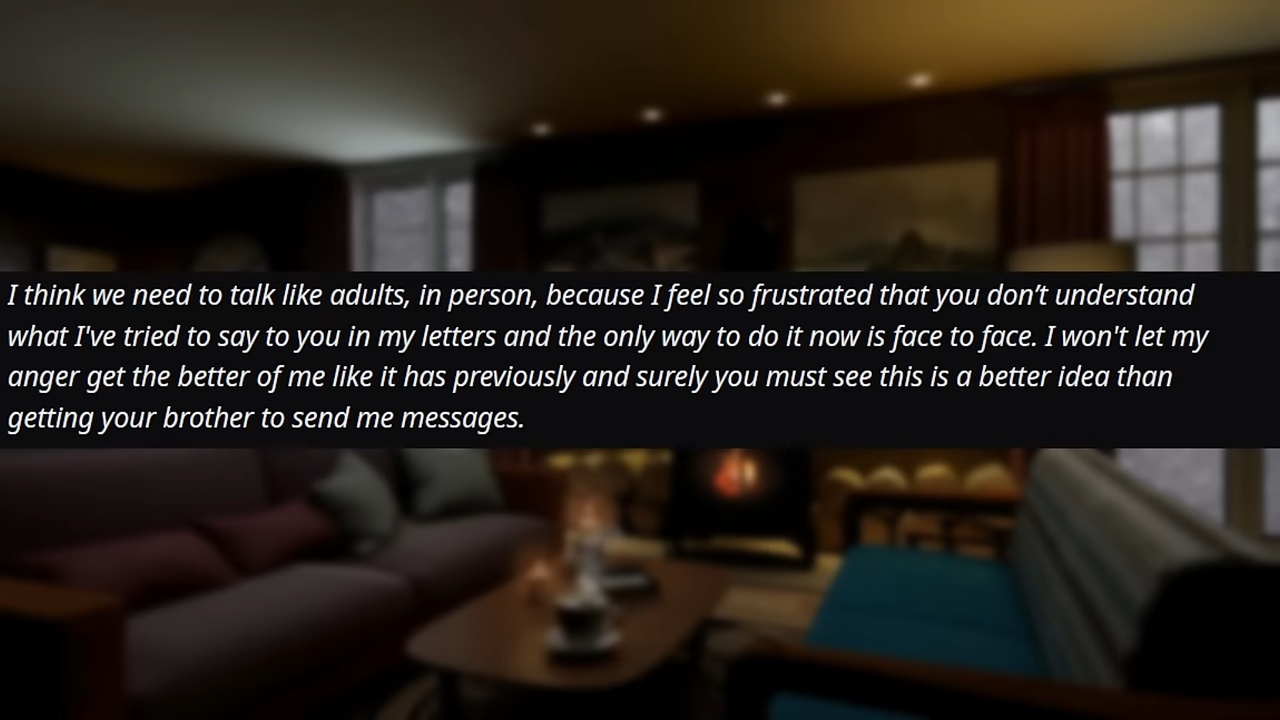 I think we need to talk like adults, in person, because I feel so frustrated that you don’t understand
what I've tried to say to you in my letters and the only way to do it now is face to face. I won't let my
anger get the better of me like it has previously and surely you must see this is a better idea than
getting your brother to send me messages.